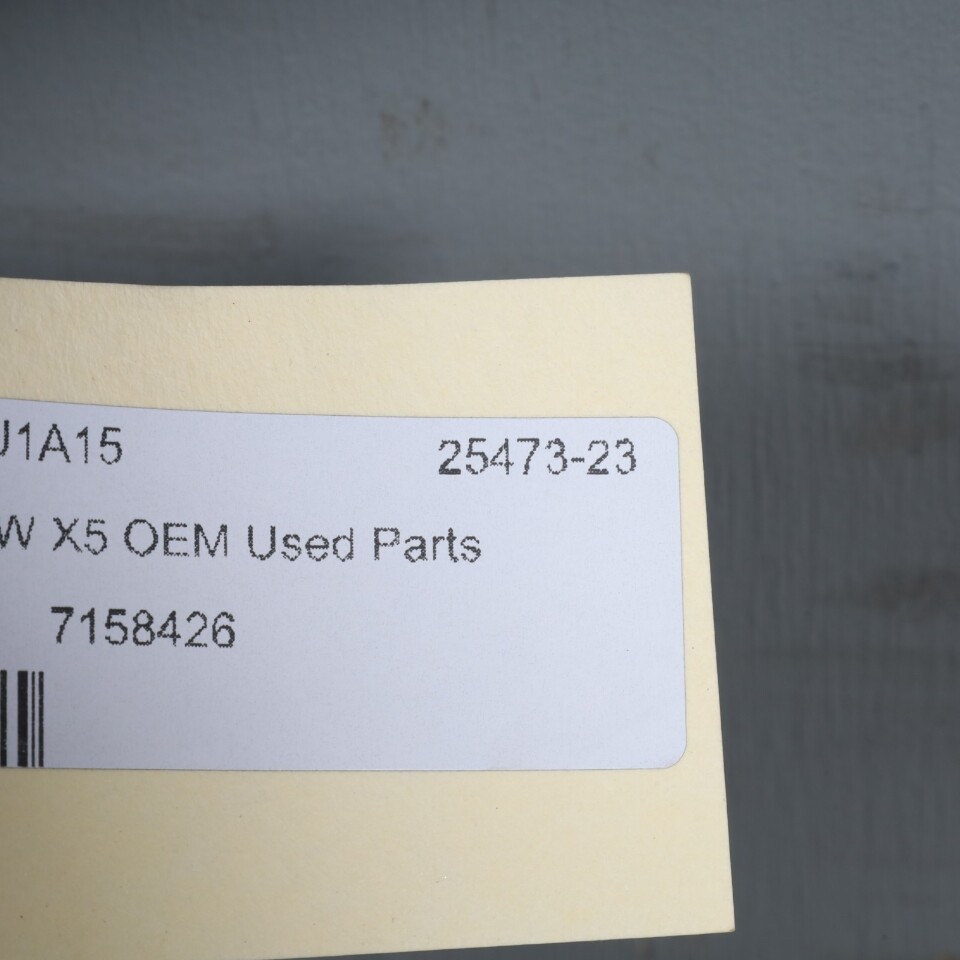 J1A15 25473-23
W X5 OEM Used Parts
7158426